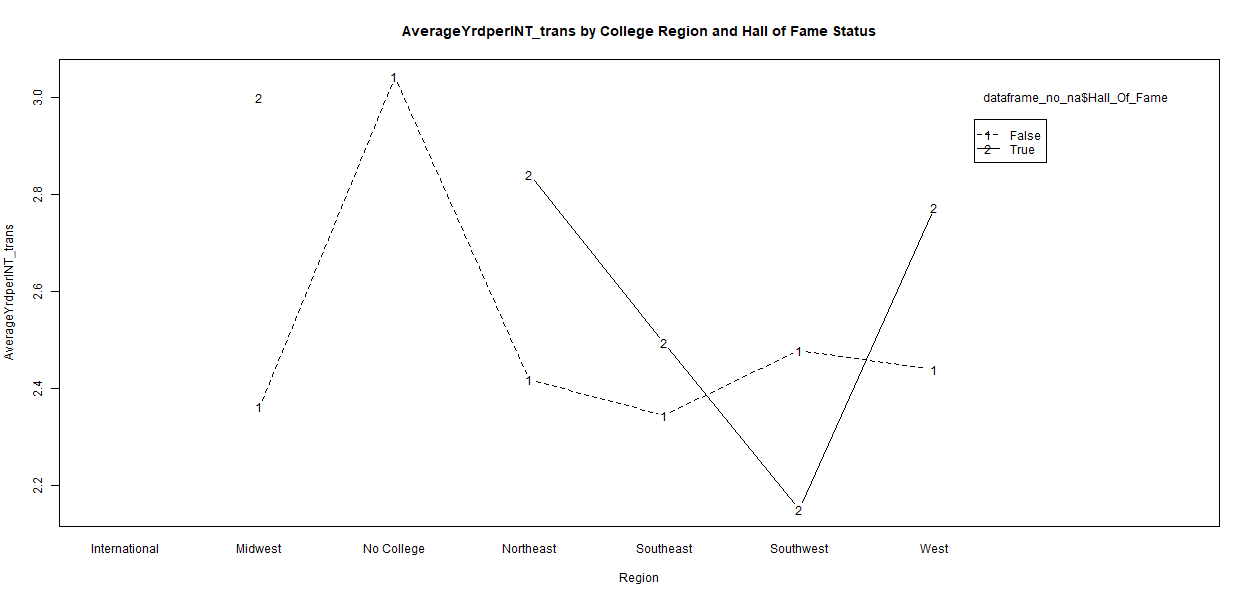 AverageYrdperINT_trans by College Region and Hall of Fame Status
dataframe_no_na$Hall_Of_Fame
1 False
2 True
AverageYrdperINT_trans
3.0
2.8
2.6
2.4
2.2
2
1
1
2
1
2
1
1
2
2
1
International
Midwest
No College
Northeast
Southeast
Southwest
West
Region